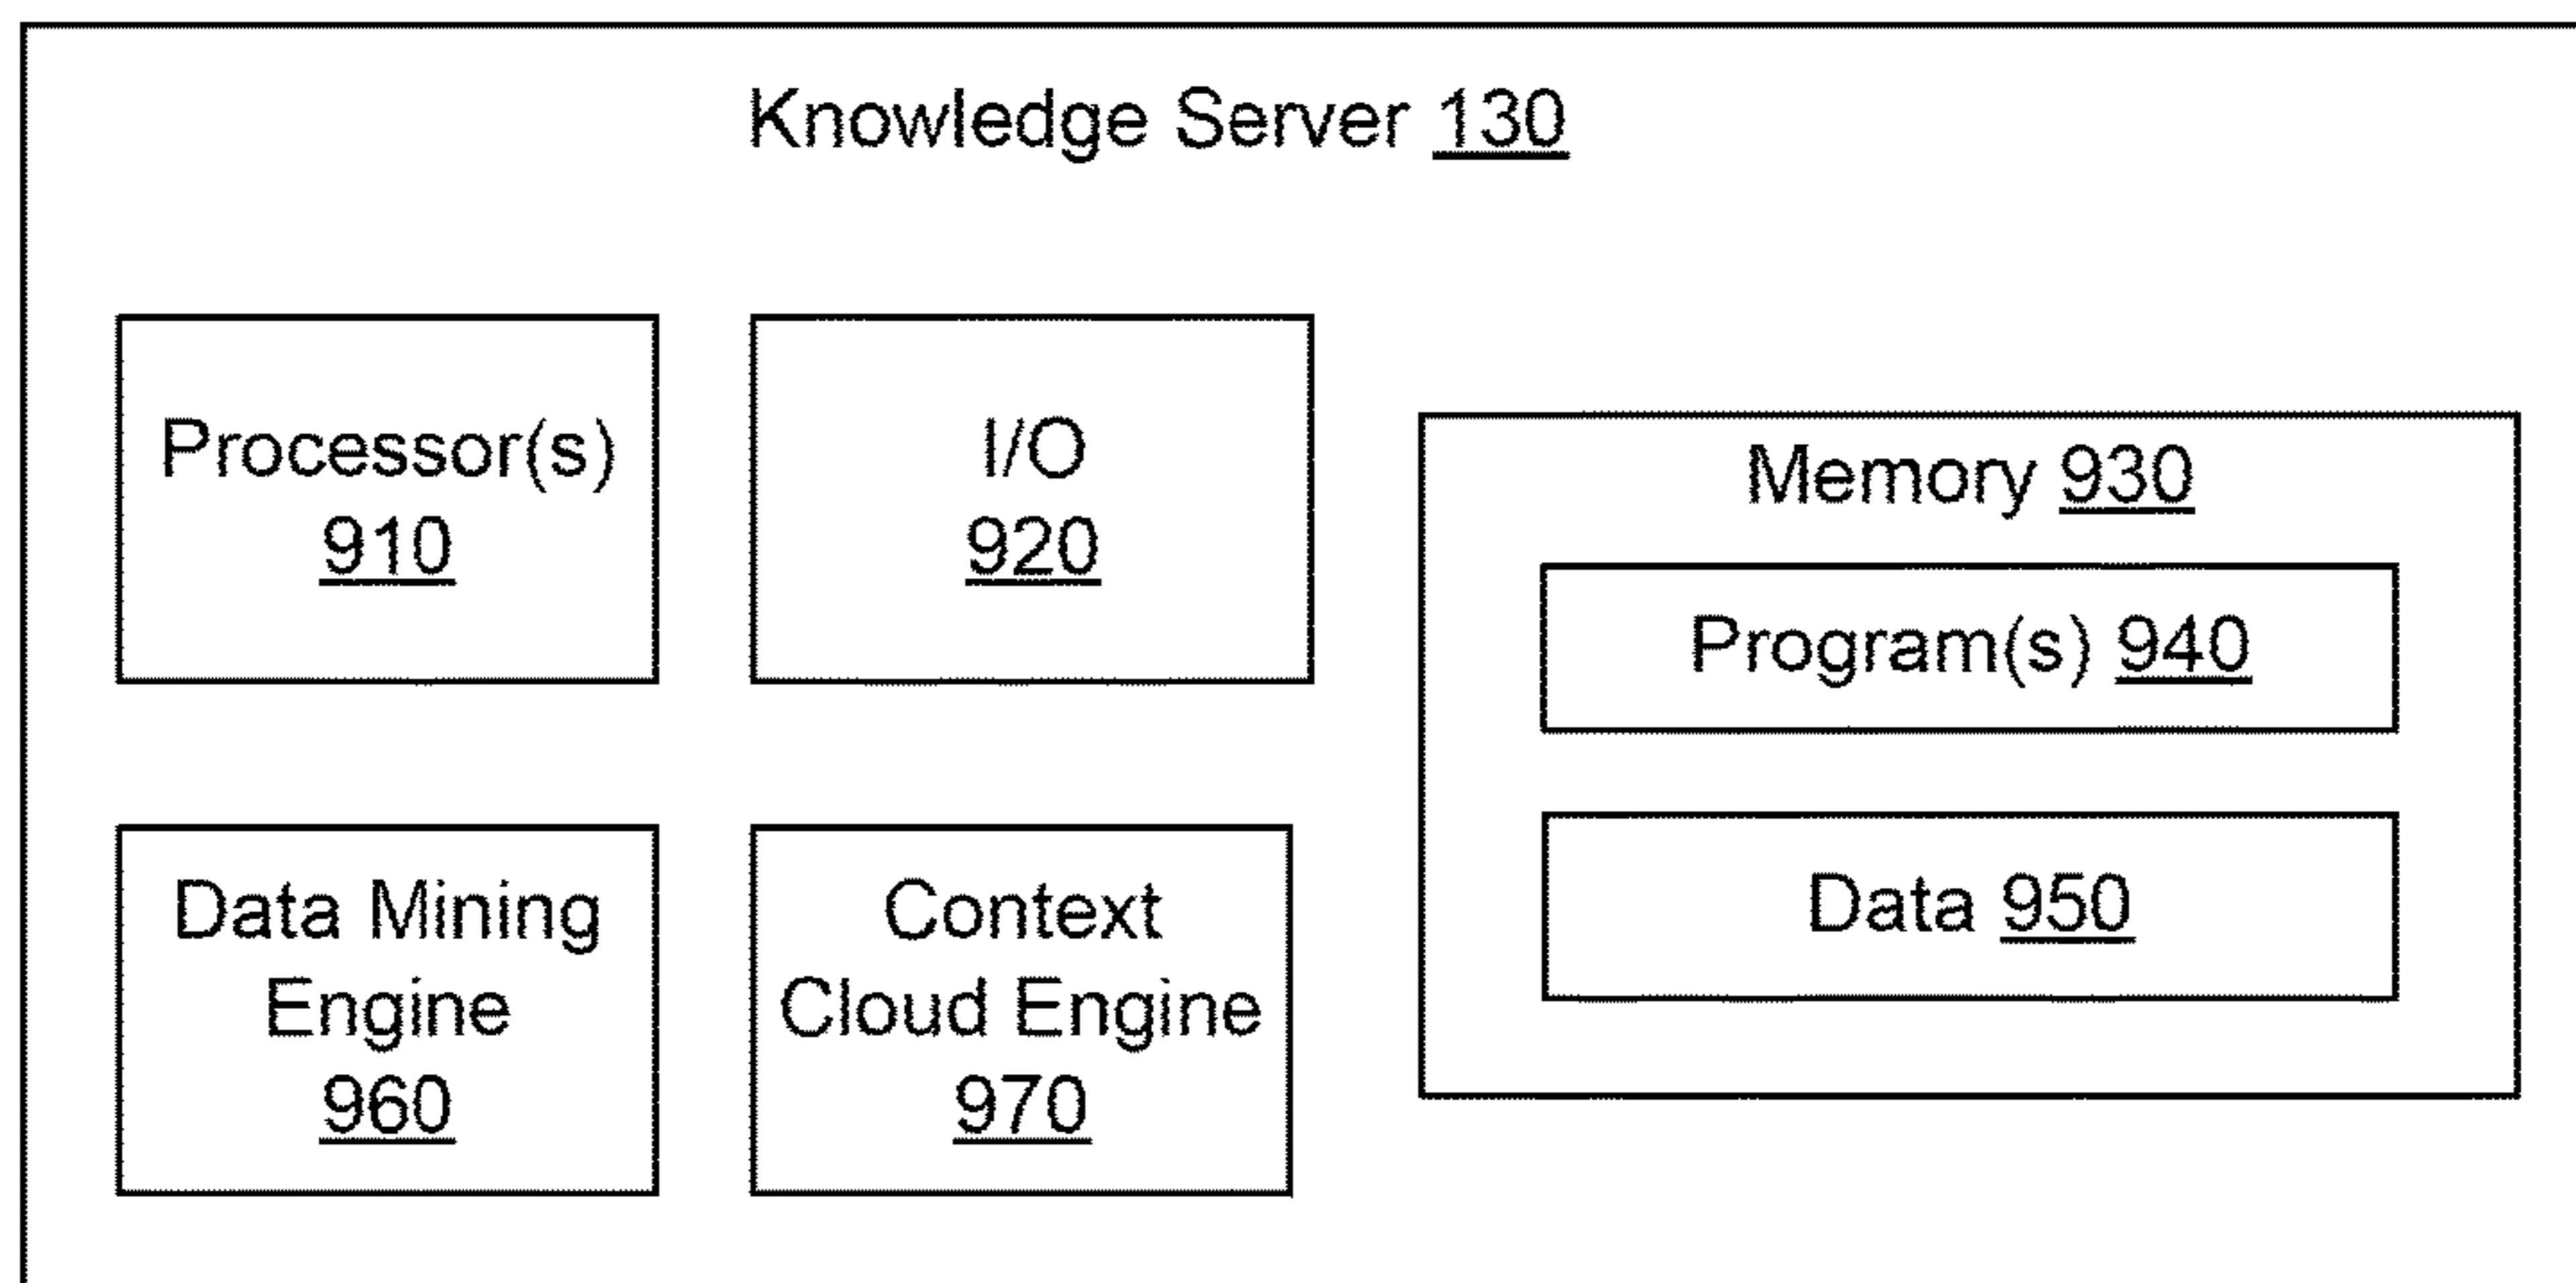 Knowledge Server 130
Processor(s)
910
I/O
920
Memory 930
Program(s) 940
Data 950
Data Mining
Engine
960
Context
Cloud Engine
970